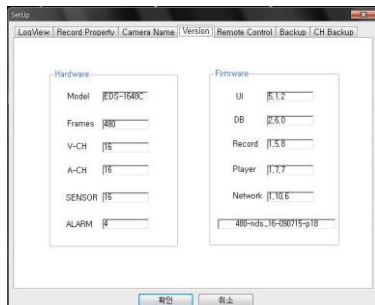 SetUp
LogView Record Property Camera Name Version Remote Control Backup CH Backup
Hardware
Model EDS-1648C
Frames 480
V-CH 16
A-CH 16
SENSOR 16
ALARM 4
Firmware
UI 5,1,2
DB 2,6,0
Record 1,5,8
Player 1,7,7
Network 1,10,6
480-nds_16-090715-p18
확인 취소